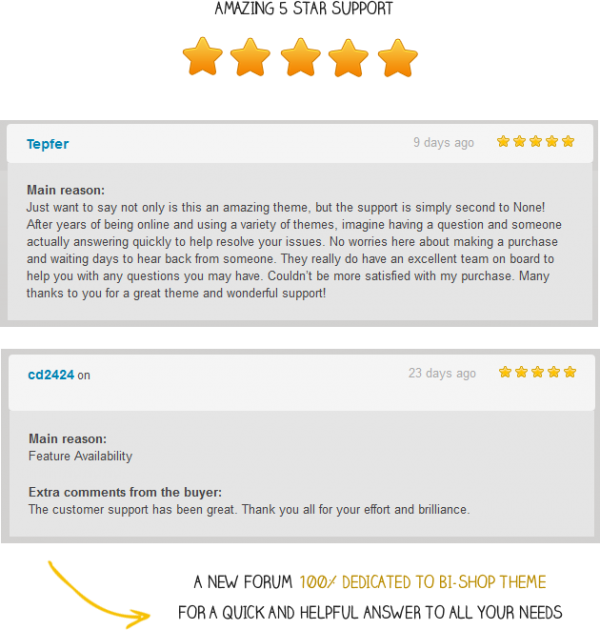 AMAZING 5 STAR SUPPORT
Tepfer 9 days ago
Main reason:
Just want to say not only is this an amazing theme, but the support is simply second to None!
After years of being online and using a variety of themes, imagine having a question and someone
actually answering quickly to help resolve your issues. No worries here about making a purchase
and waiting days to hear back from someone. They really do have an excellent team on board to
help you with any questions you may have. Couldn't be more satisfied with my purchase. Many
thanks to you for a great theme and wonderful support!
cd2424 on 23 days ago
Main reason:
Feature Availability
Extra comments from the buyer:
The customer support has been great. Thank you all for your effort and brilliance.
A NEW FORUM 100% DEDICATED TO BI-SHOP THEME
FOR A QUICK AND HELPFUL ANSWER TO ALL YOUR NEEDS